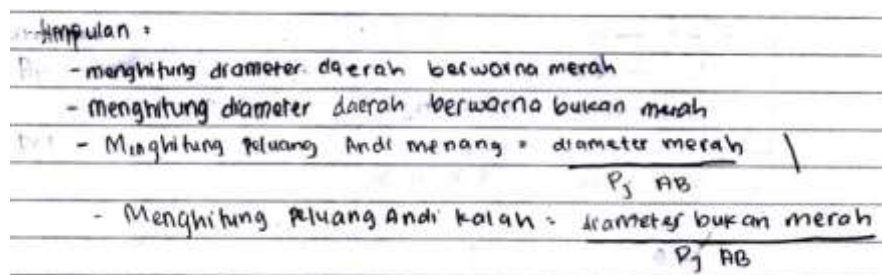 simpulan :
- menghitung diameter daerah berwarna merah
- menghitung diameter daerah berwarna bukan merah
- Menghitung peluang Andi menang = diameter merah
Pj AB
- Menghitung peluang Andi kalah = diameter bukan merah
Pj AB